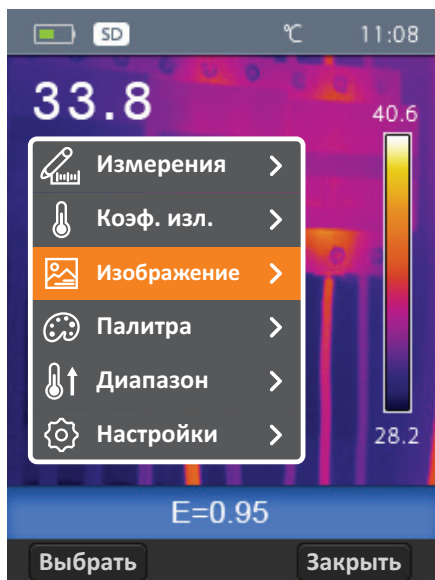 SD ℃ 11:08
33.8
40.6
Измерения
Коэф. изл.
Изображение
Палитра
Диапазон
Настройки
28.2
E=0.95
Выбрать Закрыть